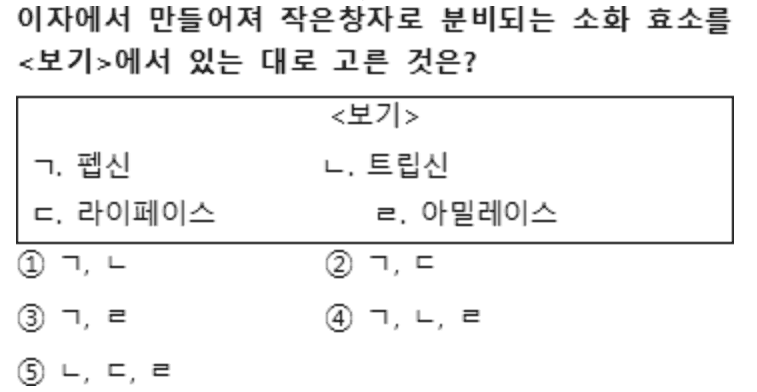 이자에서 만들어져 작은창자로 분비되는 소화 효소를
<보기>에서 있는 대로 고른 것은?
<보기>
ㄱ. 펩신 ㄴ. 트립신
ㄷ. 라이페이스 ㄹ. 아밀레이스
① ㄱ, ㄴ ② ㄱ, ㄷ
③ ㄱ, ㄹ ④ ㄱ, ㄴ, ㄹ
⑤ ㄴ, ㄷ, ㄹ